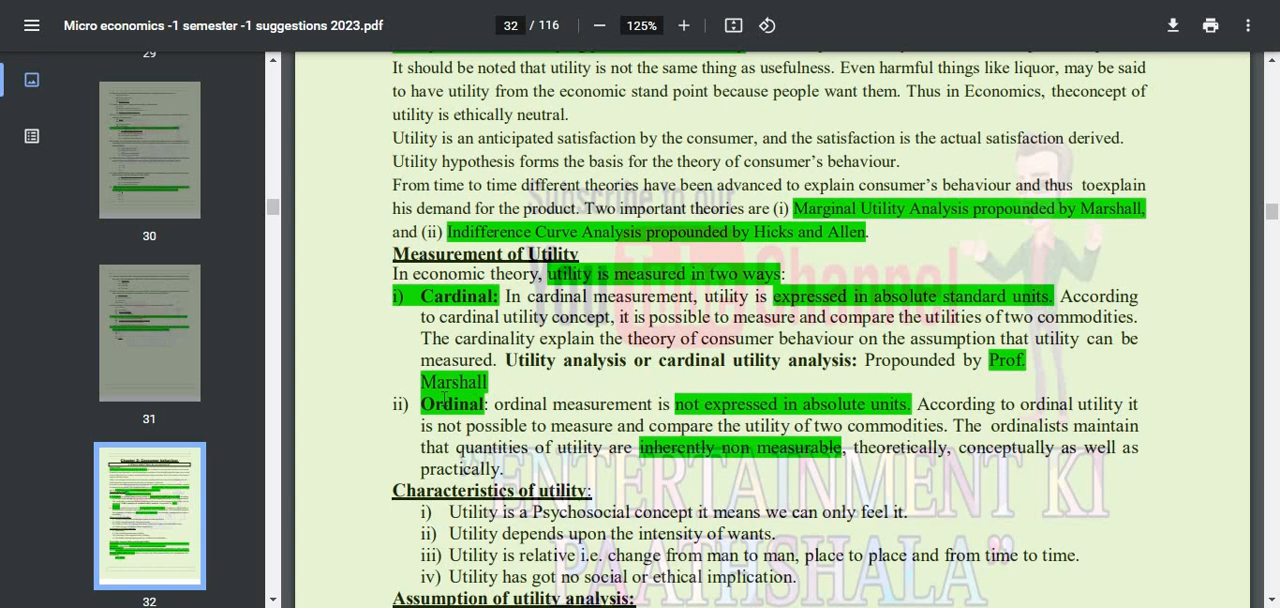 Micro economics -1 semester -1 suggestions 2023.pdf
32 / 116
125%
29
30
31
32
It should be noted that utility is not the same thing as usefulness. Even harmful things like liquor, may be said
to have utility from the economic stand point because people want them. Thus in Economics, theconcept of
utility is ethically neutral.
Utility is an anticipated satisfaction by the consumer, and the satisfaction is the actual satisfaction derived.
Utility hypothesis forms the basis for the theory of consumer's behaviour.
From time to time different theories have been advanced to explain consumer's behaviour and thus toexplain
his demand for the product. Two important theories are (i) Marginal Utility Analysis propounded by Marshall,
and (ii) Indifference Curve Analysis propounded by Hicks and Allen.
Measurement of Utility
In economic theory, utility is measured in two ways:
i) Cardinal: In cardinal measurement, utility is expressed in absolute standard units. According
to cardinal utility concept, it is possible to measure and compare the utilities of two commodities.
The cardinality explain the theory of consumer behaviour on the assumption that utility can be
measured. Utility analysis or cardinal utility analysis: Propounded by Prof.
Marshall
ii) Ordinal: ordinal measurement is not expressed in absolute units. According to ordinal utility it
is not possible to measure and compare the utility of two commodities. The ordinalists maintain
that quantities of utility are inherently non measurable, theoretically, conceptually as well as
practically.
Characteristics of utility:
i) Utility is a Psychosocial concept it means we can only feel it.
ii) Utility depends upon the intensity of wants.
iii) Utility is relative i.e. change from man to man, place to place and from time to time.
iv) Utility has got no social or ethical implication.
Assumption of utility analysis:
Subscribe to our
YouTube Channel
"ENTERTAINEMENT KI
PAATHSHALA"